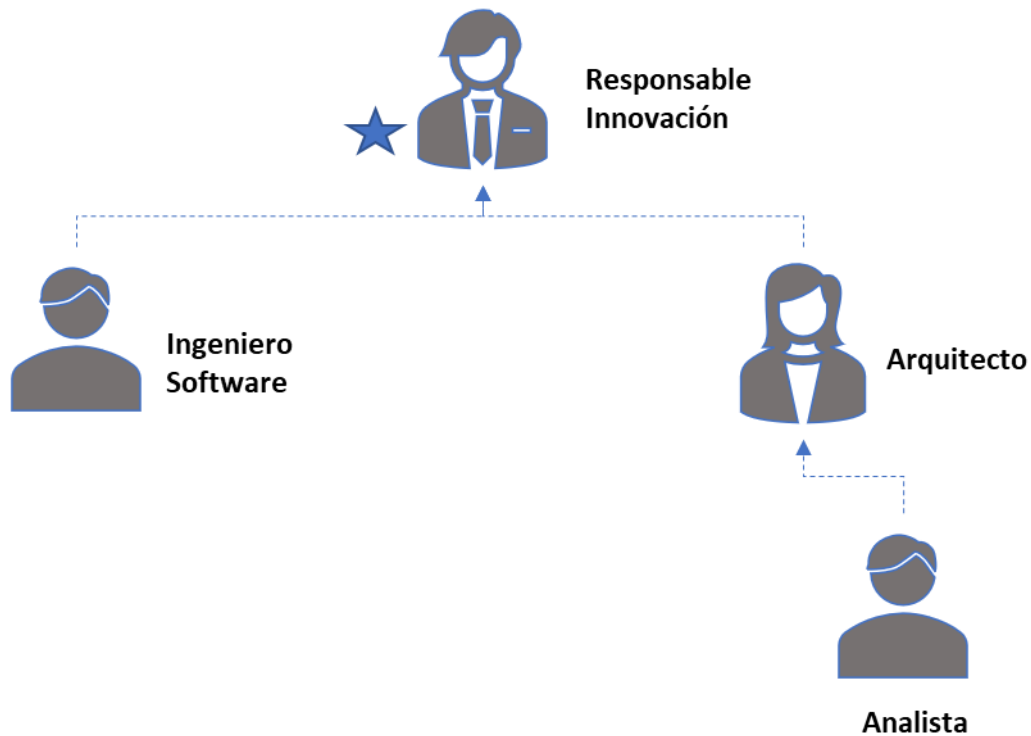 Responsable
Innovación
Ingeniero
Software
Arquitecto
Analista